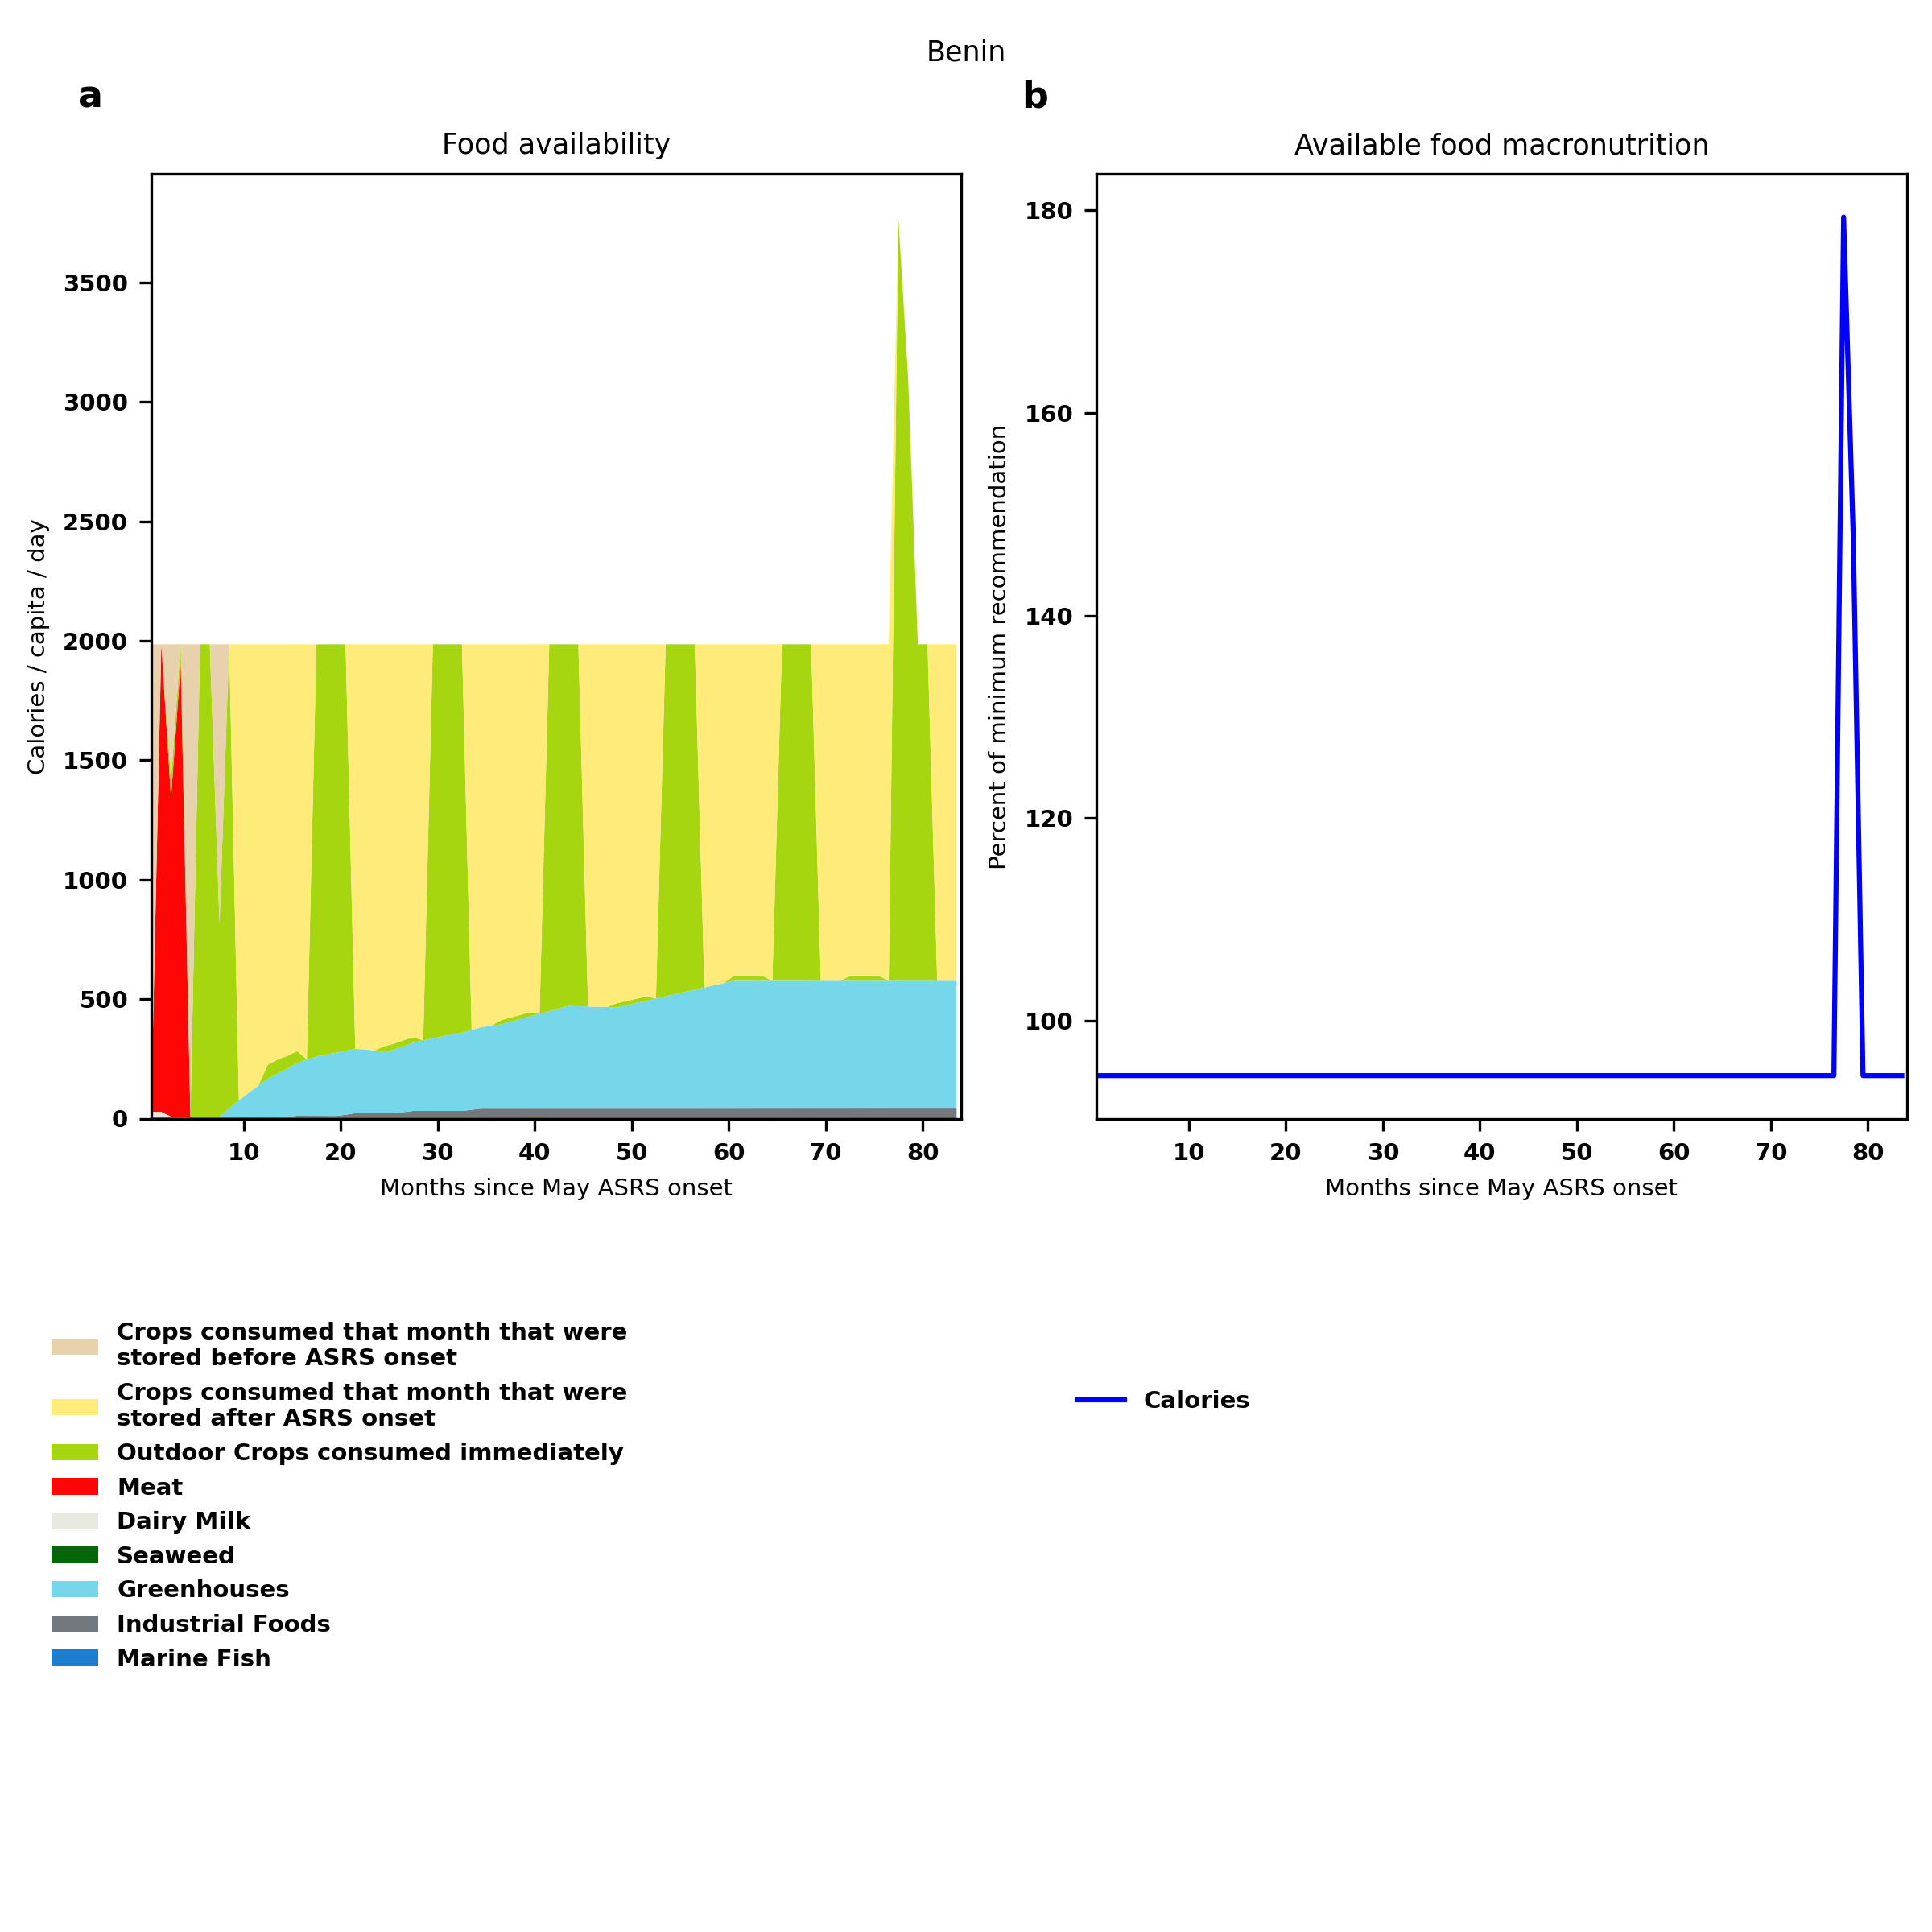 Benin
a
Food availability
Calories / capita / day
3500
3000
2500
2000
1500
1000
500
0
10 20 30 40 50 60 70 80
Months since May ASRS onset
b
Available food macronutrition
Percent of minimum recommendation
180
160
140
120
100
10 20 30 40 50 60 70 80
Months since May ASRS onset
Crops consumed that month that were
stored before ASRS onset
Crops consumed that month that were
stored after ASRS onset
Outdoor Crops consumed immediately
Meat
Dairy Milk
Seaweed
Greenhouses
Industrial Foods
Marine Fish
Calories